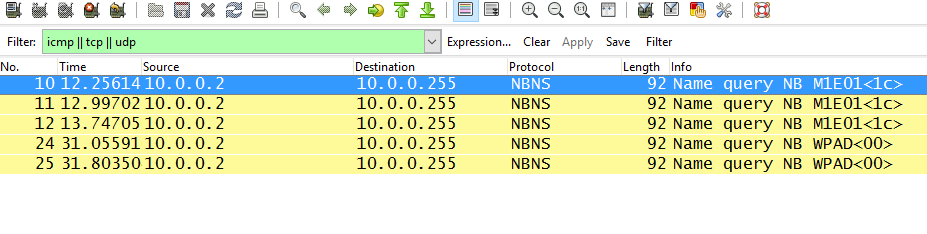 Filter: icmp || tcp || udp Expression... Clear Apply Save Filter
No. Time Source Destination Protocol Length Info
10 12.25614 10.0.0.2 10.0.0.255 NBNS 92 Name query NB M1E01<1c>
11 12.99702 10.0.0.2 10.0.0.255 NBNS 92 Name query NB M1E01<1c>
12 13.74705 10.0.0.2 10.0.0.255 NBNS 92 Name query NB M1E01<1c>
24 31.05591 10.0.0.2 10.0.0.255 NBNS 92 Name query NB WPAD<00>
25 31.80350 10.0.0.2 10.0.0.255 NBNS 92 Name query NB WPAD<00>